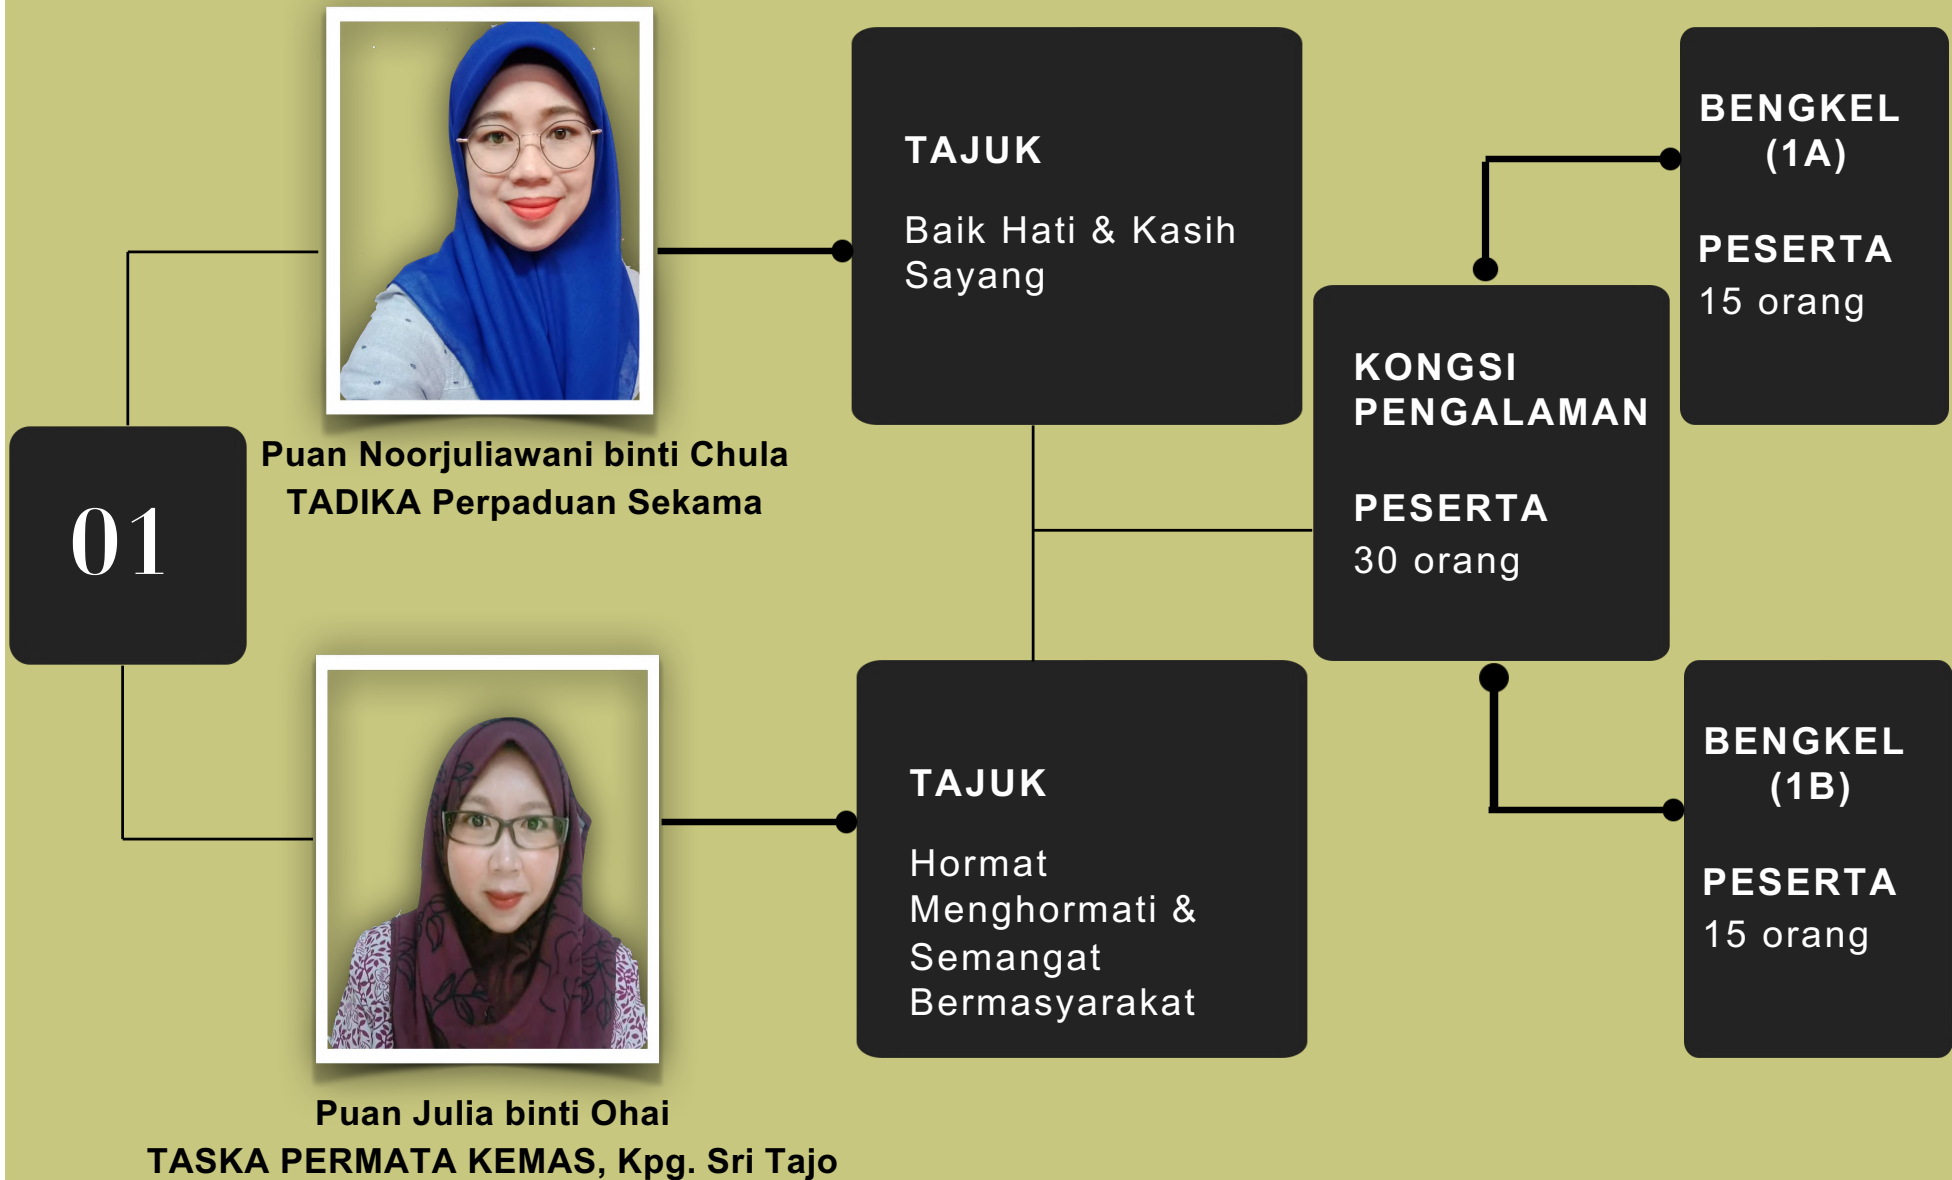 01
Puan Noorjuliawani binti Chula
TADIKA Perpaduan Sekama
TAJUK
Baik Hati & Kasih
Sayang
Puan Julia binti Ohai
TASKA PERMATA KEMAS, Kpg. Sri Tajo
TAJUK
Hormat
Menghormati &
Semangat
Bermasyarakat
KONGSI
PENGALAMAN
PESERTA
30 orang
BENGKEL
(1A)
PESERTA
15 orang
BENGKEL
(1B)
PESERTA
15 orang